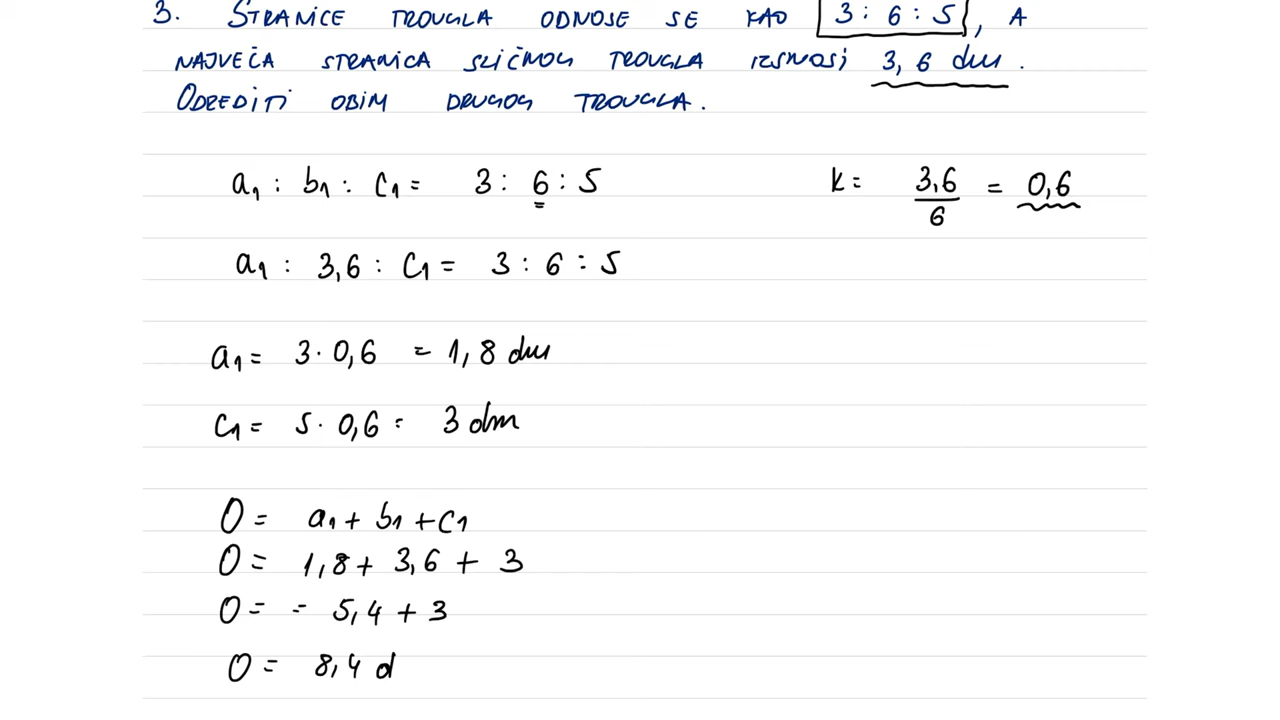 3. STRANICE TROUGLA ODNOSE SE KAO 3 : 6 : 5, A
NAJVEĆA STRANICA SLIČNOG TROUGLA IZNOSI 3,6 dm.
ODREDITI OBIM DRUGOG TROUGLA.
a₁ : b₁ : c₁ = 3 : 6 : 5
k = 3,6/6 = 0,6
a₁ : 3,6 : c₁ = 3 : 6 : 5
a₁ = 3 · 0,6 = 1,8 dm
c₁ = 5 · 0,6 = 3 dm
O = a₁ + b₁ + c₁
O = 1,8 + 3,6 + 3
O = = 5,4 + 3
O = 8,4 d